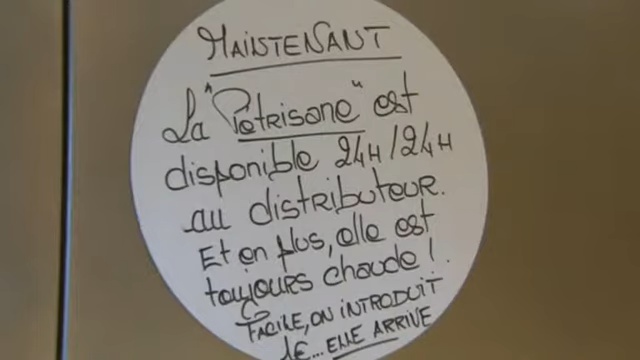 MAINTENANT
La "Pétrisane" est
disponible 24H/24H
au distributeur.
Et en plus, elle est
toujours chaude !
FACILE, ON INTRODUIT
1€... ELLE ARRIVE